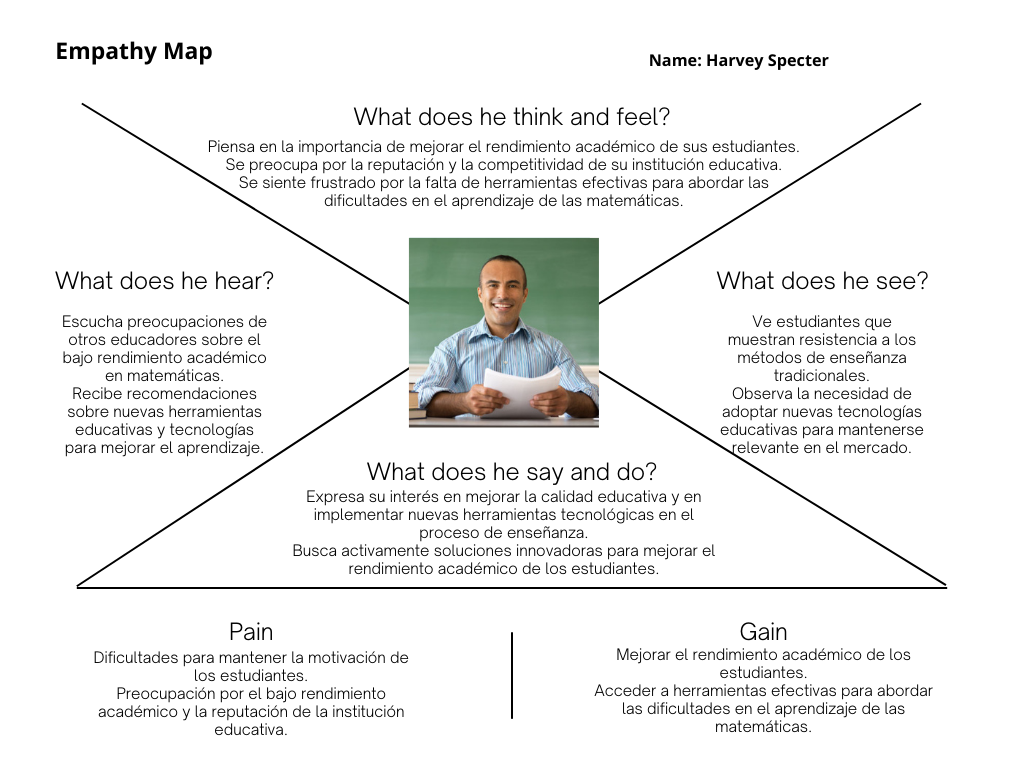 Empathy Map
Name: Harvey Specter
What does he think and feel?
Piensa en la importancia de mejorar el rendimiento académico de sus estudiantes.
Se preocupa por la reputación y la competitividad de su institución educativa.
Se siente frustrado por la falta de herramientas efectivas para abordar las
dificultades en el aprendizaje de las matemáticas.
What does he hear?
Escucha preocupaciones de
otros educadores sobre el
bajo rendimiento académico
en matemáticas.
Recibe recomendaciones
sobre nuevas herramientas
educativas y tecnologías
para mejorar el aprendizaje.
What does he see?
Ve estudiantes que
muestran resistencia a los
métodos de enseñanza
tradicionales.
Observa la necesidad de
adoptar nuevas tecnologías
educativas para mantenerse
relevante en el mercado.
What does he say and do?
Expresa su interés en mejorar la calidad educativa y en
implementar nuevas herramientas tecnológicas en el
proceso de enseñanza.
Busca activamente soluciones innovadoras para mejorar el
rendimiento académico de los estudiantes.
Pain
Dificultades para mantener la motivación de
los estudiantes.
Preocupación por el bajo rendimiento
académico y la reputación de la institución
educativa.
Gain
Mejorar el rendimiento académico de los
estudiantes.
Acceder a herramientas efectivas para abordar
las dificultades en el aprendizaje de las
matemáticas.